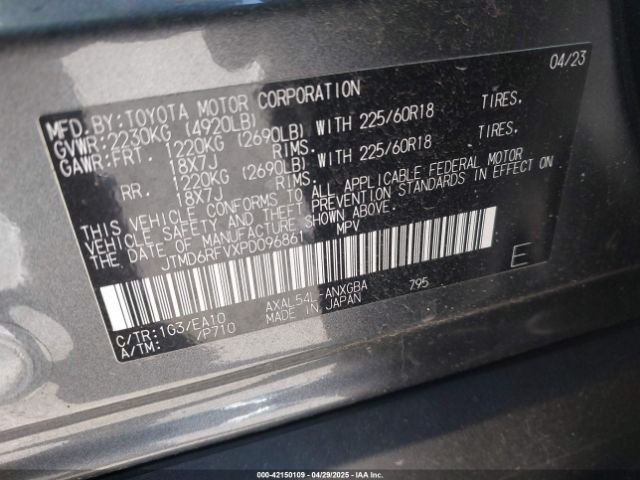 04/23
MFD. BY: TOYOTA MOTOR CORPORATION
GVWR: 2230KG (4920LB)
GAWR: FRT. 1220KG (2690LB) WITH 225/60R18 TIRES,
18X7J RIMS.
RR. 1220KG (2690LB) WITH 225/60R18 TIRES,
18X7J RIMS.
THIS VEHICLE CONFORMS TO ALL APPLICABLE FEDERAL MOTOR
VEHICLE SAFETY AND THEFT PREVENTION STANDARDS IN EFFECT ON
THE DATE OF MANUFACTURE SHOWN ABOVE.
JTMD6RFVXPD096861 MPV
E
C/TR: 1G3/EA10 AXAL54L-ANXGBA 795
A/TM: /P710 MADE IN JAPAN
000-42150109 04/29/2025 IAAI.com